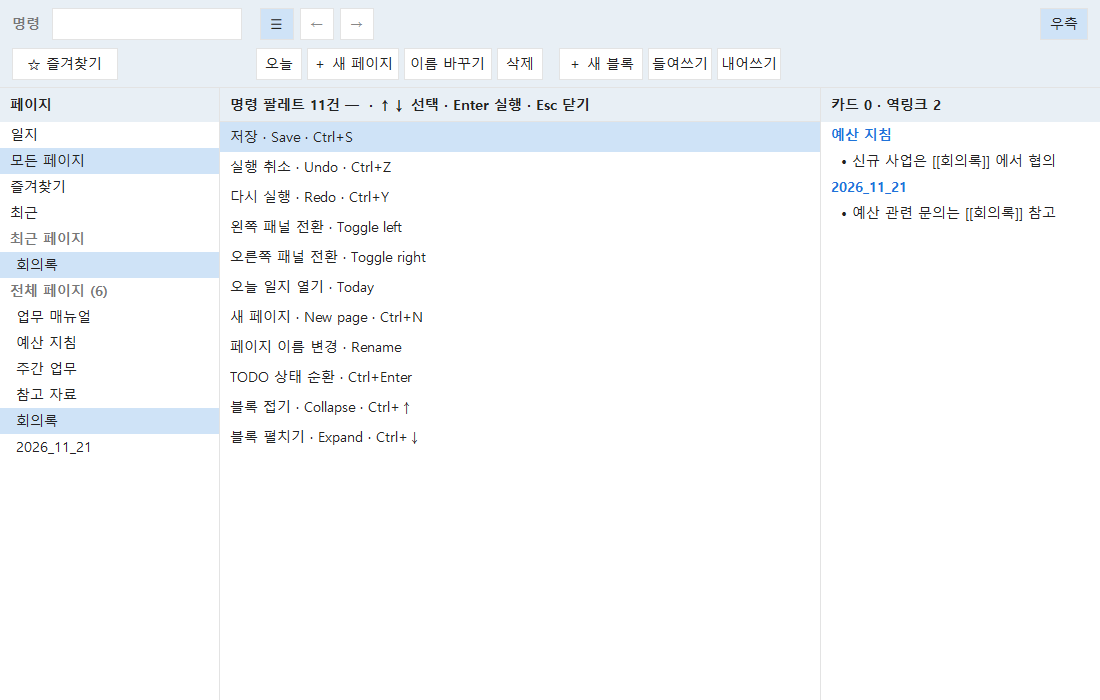 명령 ☰ ← → 우측
☆ 즐겨찾기 오늘 + 새 페이지 이름 바꾸기 삭제 + 새 블록 들여쓰기 내어쓰기
페이지
일지
모든 페이지
즐겨찾기
최근
최근 페이지
회의록
전체 페이지 (6)
업무 매뉴얼
예산 지침
주간 업무
참고 자료
회의록
2026_11_21
명령 팔레트 11건 — · ↑↓ 선택 · Enter 실행 · Esc 닫기
저장 · Save · Ctrl+S
실행 취소 · Undo · Ctrl+Z
다시 실행 · Redo · Ctrl+Y
왼쪽 패널 전환 · Toggle left
오른쪽 패널 전환 · Toggle right
오늘 일지 열기 · Today
새 페이지 · New page · Ctrl+N
페이지 이름 변경 · Rename
TODO 상태 순환 · Ctrl+Enter
블록 접기 · Collapse · Ctrl+↑
블록 펼치기 · Expand · Ctrl+↓
카드 0 · 역링크 2
예산 지침
• 신규 사업은 [[회의록]] 에서 협의
2026_11_21
• 예산 관련 문의는 [[회의록]] 참고